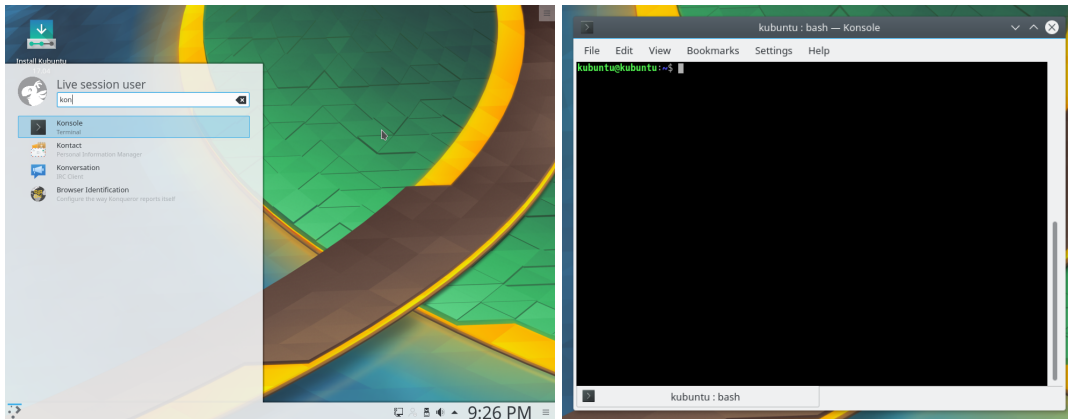 Install Kubuntu
Live session user
kon
Konsole
Terminal
Kontact
Personal Information Manager
Konversation
IRC Client
Browser Identification
Configure the way Konqueror reports itself
9:26 PM
kubuntu : bash — Konsole
File Edit View Bookmarks Settings Help
kubuntu@kubuntu:~$
kubuntu : bash